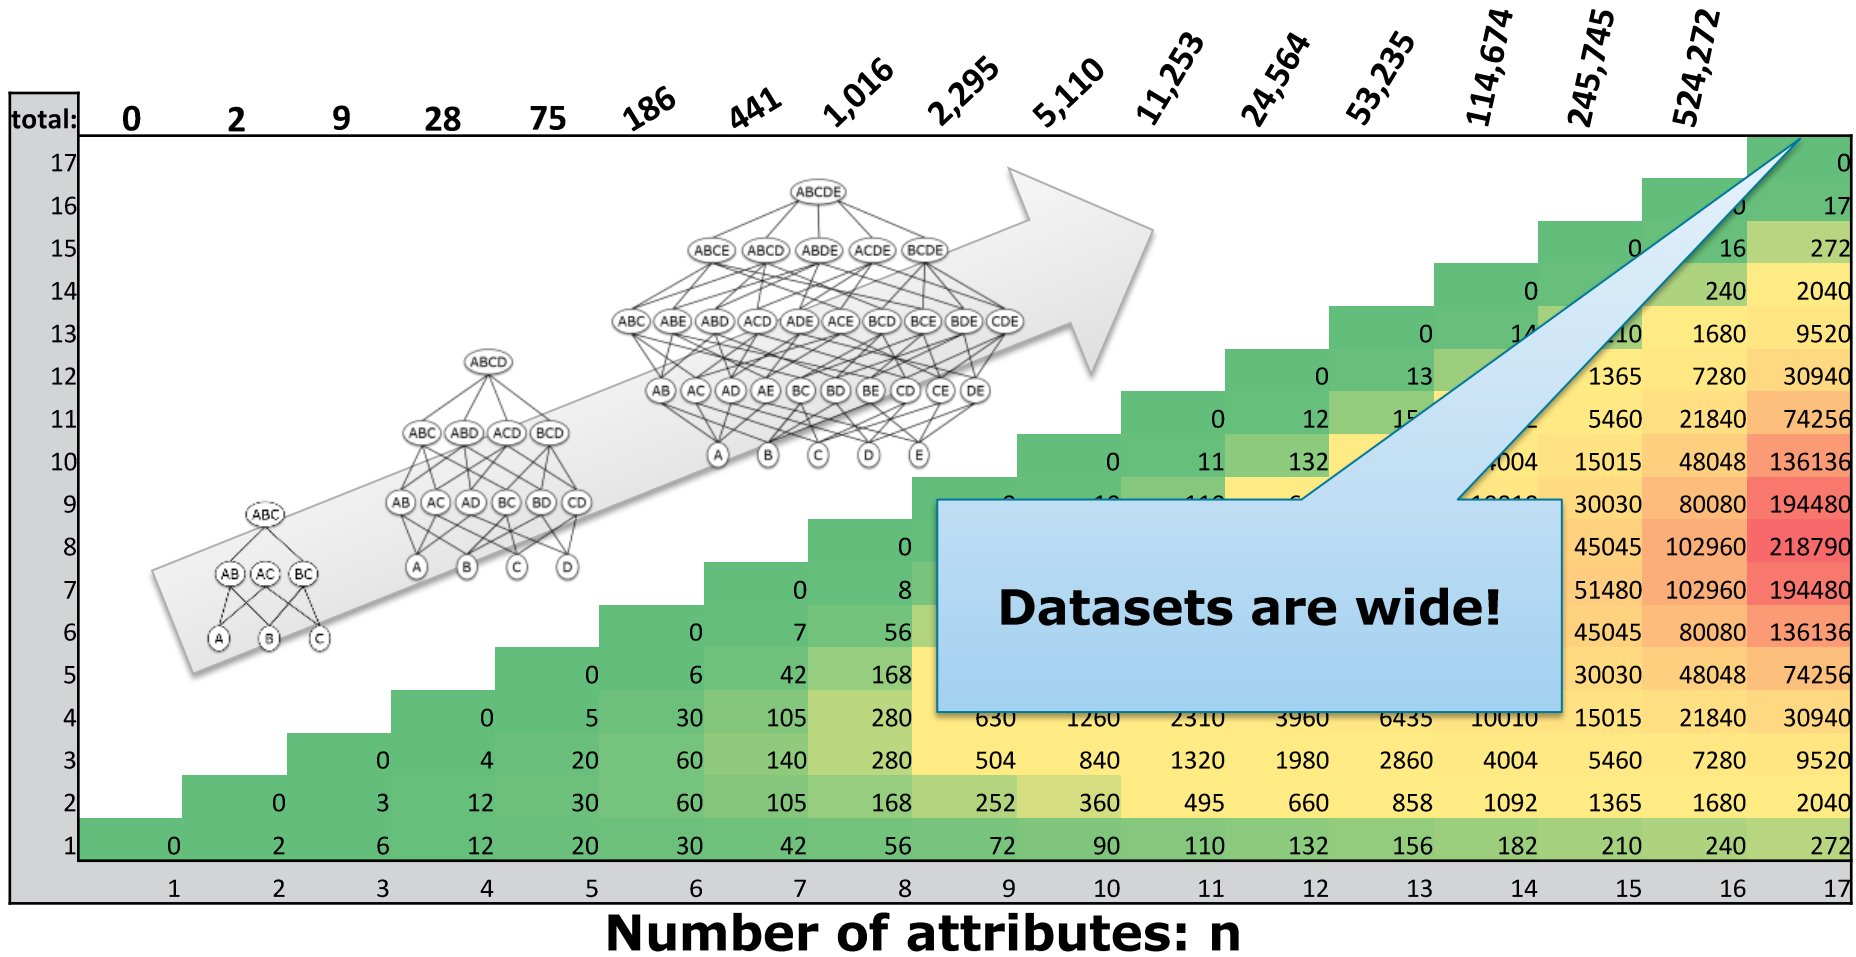 total: 0 2 9 28 75 186 441 1,016 2,295 5,110 11,253 24,564 53,235 114,674 245,745 524,272
17 0
16 17
15 0 16 272
14 0 240 2040
13 0 14 1680 9520
12 0 13 1365 7280 30940
11 0 12 5460 21840 74256
10 0 11 132 15015 48048 136136
9 30030 80080 194480
8 0 45045 102960 218790
7 0 8 51480 102960 194480
6 0 7 56 45045 80080 136136
5 0 6 42 168 30030 48048 74256
4 0 5 30 105 280 630 1260 2310 3960 6435 10010 15015 21840 30940
3 0 4 20 60 140 280 504 840 1320 1980 2860 4004 5460 7280 9520
2 0 3 12 30 60 105 168 252 360 495 660 858 1092 1365 1680 2040
1 0 2 6 12 20 30 42 56 72 90 110 132 156 182 210 240 272
1 2 3 4 5 6 7 8 9 10 11 12 13 14 15 16 17
Number of attributes: n
ABC
AB AC BC
A B C
ABCD
ABC ABD ACD BCD
AB AC AD BC BD CD
A B C D
ABCDE
ABCE ABCD ABDE ACDE BCDE
ABC ABE ABD ACD ADE ACE BCD BCE BDE CDE
AB AC AD AE BC BD BE CD CE DE
A B C D E
Datasets are wide!